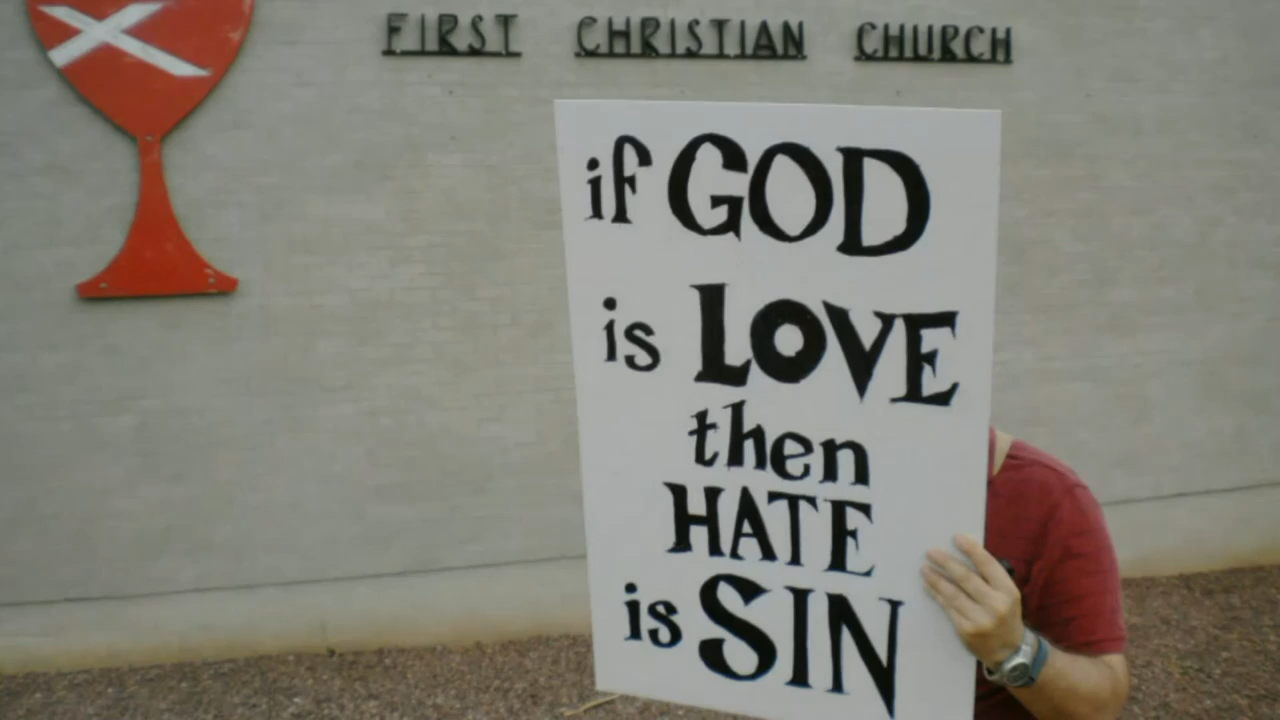 FIRST CHRISTIAN CHURCH
if GOD
is LOVE
then
HATE
is SIN